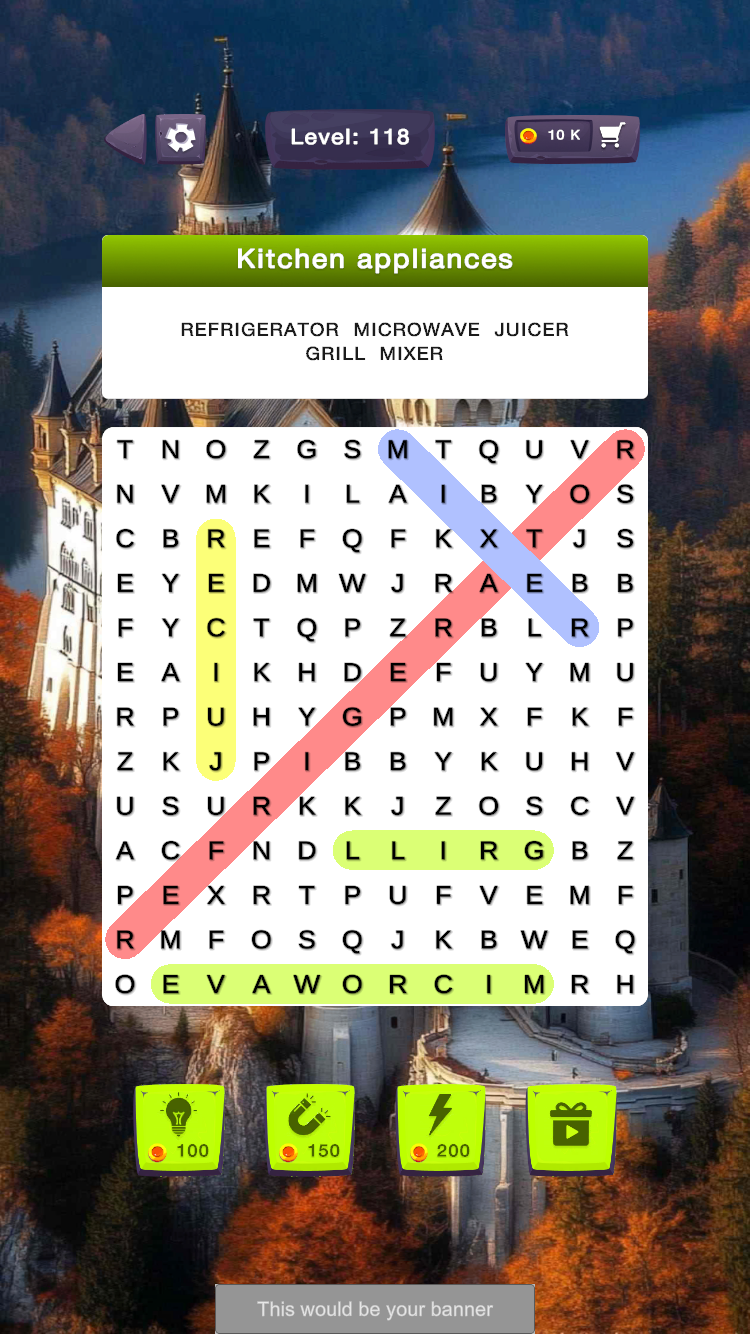 Level: 118
10 K
Kitchen appliances
REFRIGERATOR MICROWAVE JUICER
GRILL MIXER
T N O Z G S M T Q U V R
N V M K I L A I B Y O S
C B R E F Q F K X T J S
E Y E D M W J R A E B B
F Y C T Q P Z R B L R P
E A I K H D E F U Y M U
R P U H Y G P M X F K F
Z K J P I B B Y K U H V
U S U R K K J Z O S C V
A C F N D L L I R G B Z
P E X R T P U F V E M F
R M F O S Q J K B W E Q
O E V A W O R C I M R H
100 150 200
This would be your banner